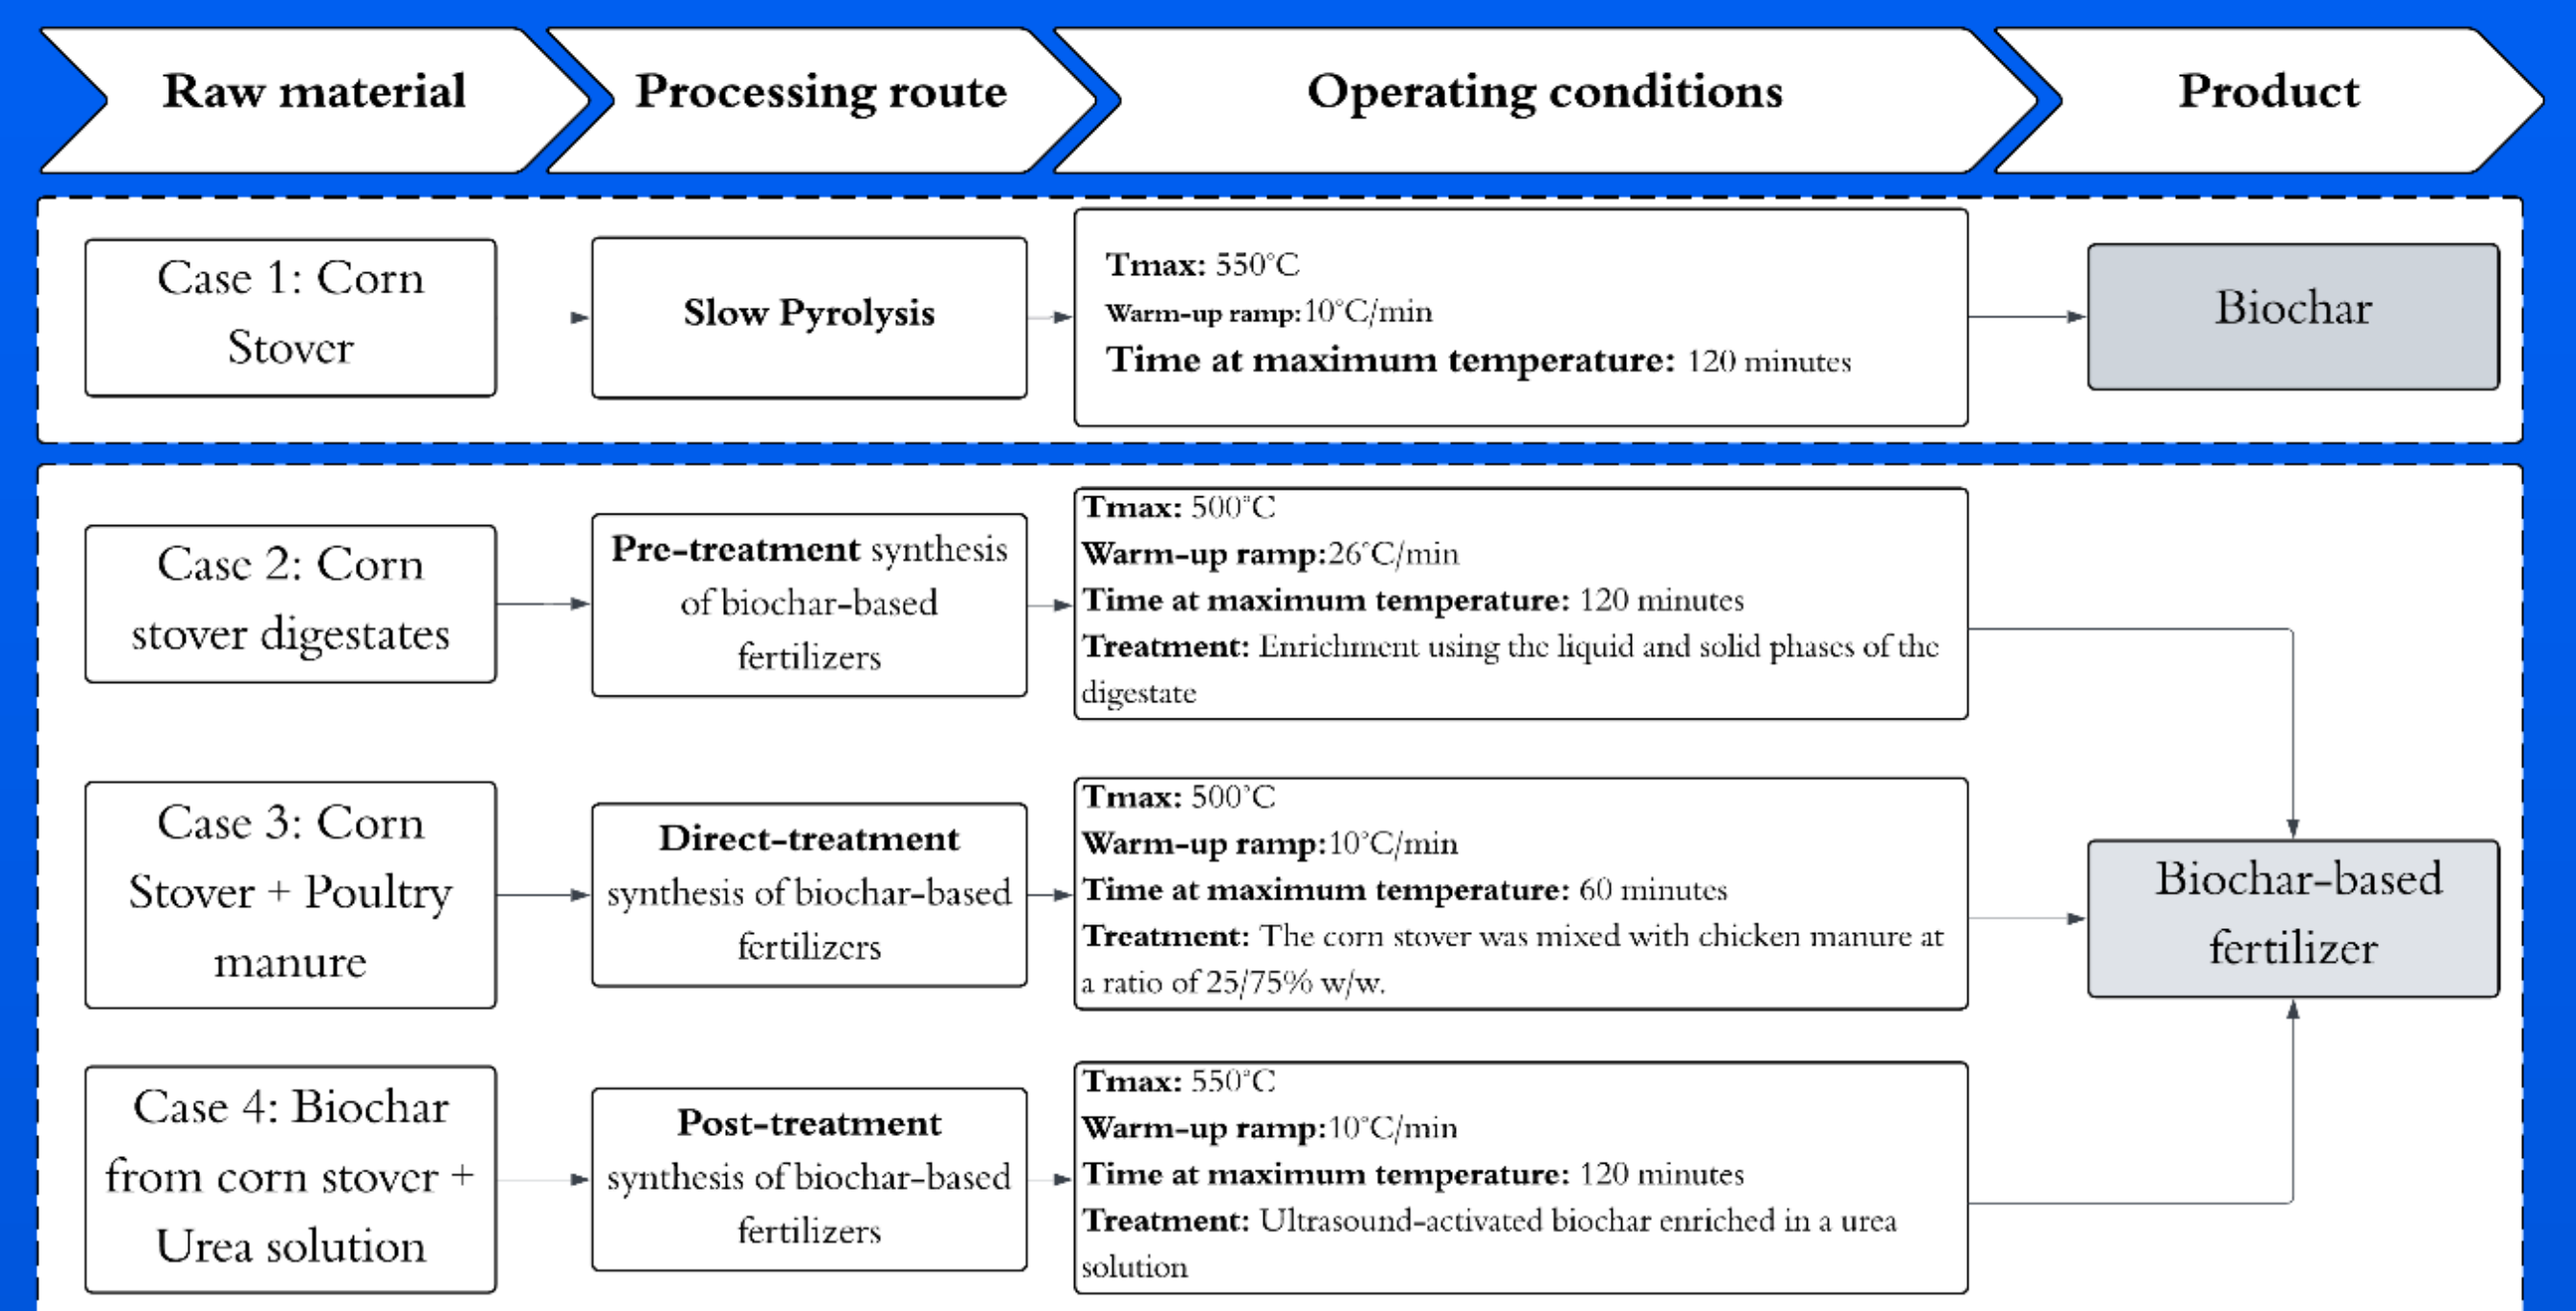 Raw material
Processing route
Operating conditions
Product
Case 1: Corn
Stover
Slow Pyrolysis
Tmax: 550°C
Warm-up ramp:10°C/min
Time at maximum temperature: 120 minutes
Biochar
Case 2: Corn
stover digestates
Pre-treatment synthesis
of biochar-based
fertilizers
Tmax: 500°C
Warm-up ramp:26°C/min
Time at maximum temperature: 120 minutes
Treatment: Enrichment using the liquid and solid phases of the
digestate
Case 3: Corn
Stover + Poultry
manure
Direct-treatment
synthesis of biochar-based
fertilizers
Tmax: 500°C
Warm-up ramp:10°C/min
Time at maximum temperature: 60 minutes
Treatment: The corn stover was mixed with chicken manure at
a ratio of 25/75% w/w.
Biochar-based
fertilizer
Case 4: Biochar
from corn stover +
Urea solution
Post-treatment
synthesis of biochar-based
fertilizers
Tmax: 550°C
Warm-up ramp:10°C/min
Time at maximum temperature: 120 minutes
Treatment: Ultrasound-activated biochar enriched in a urea
solution